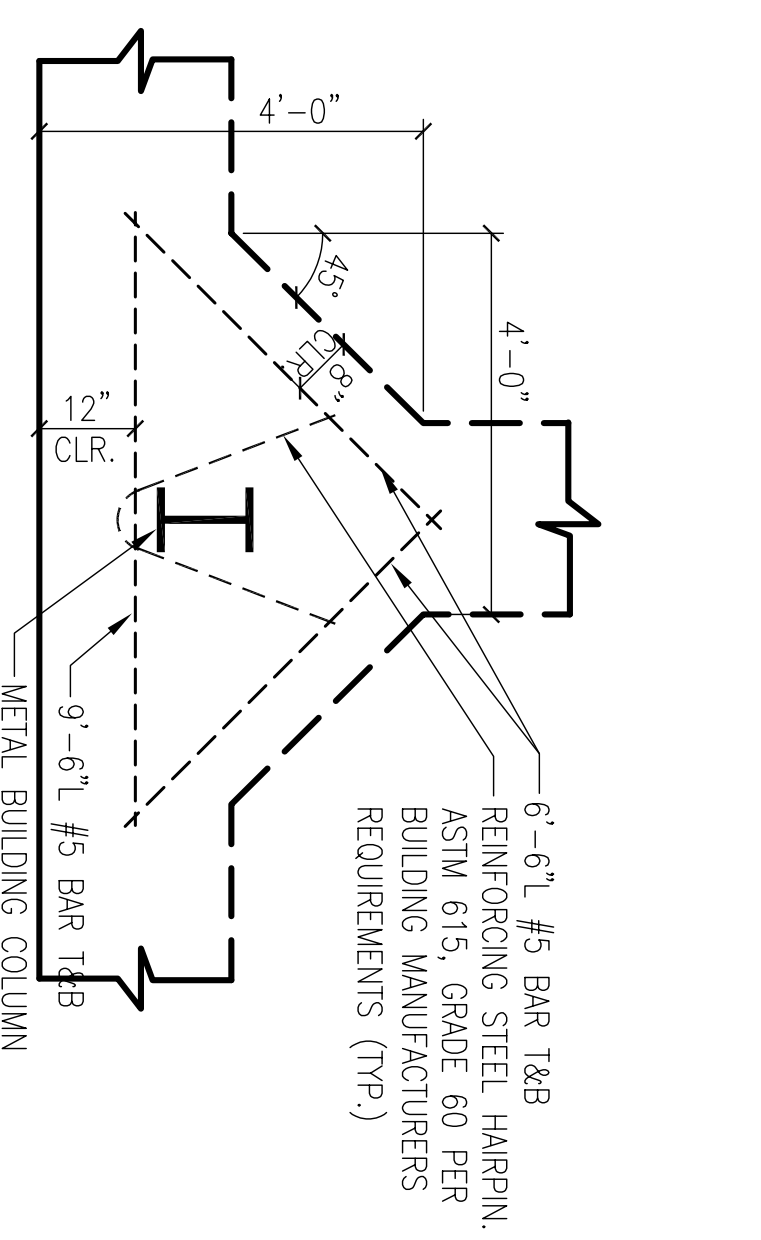 4'-0"
4'-0"
45°
8"
CLR.
12"
CLR.
6'-6"L #5 BAR T&B
REINFORCING STEEL HAIRPIN.
ASTM 615, GRADE 60 PER
BUILDING MANUFACTURERS
REQUIREMENTS (TYP.)
9'-6"L #5 BAR T&B
METAL BUILDING COLUMN